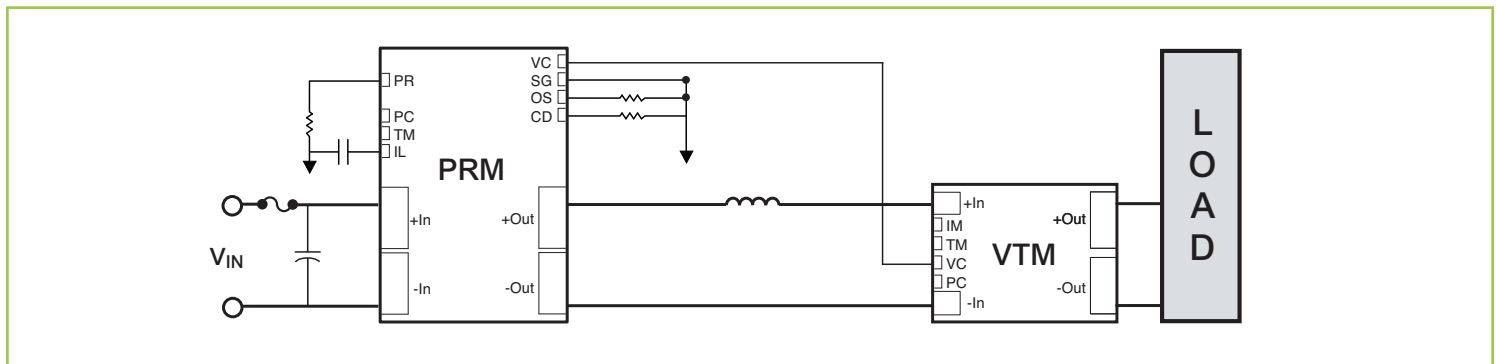 VIN
PR
PC
TM
IL
PRM
VC
SG
OS
CD
+In
-In
+Out
-Out
+In
IM
TM
VC
PC
-In
VTM
+Out
-Out
LOAD